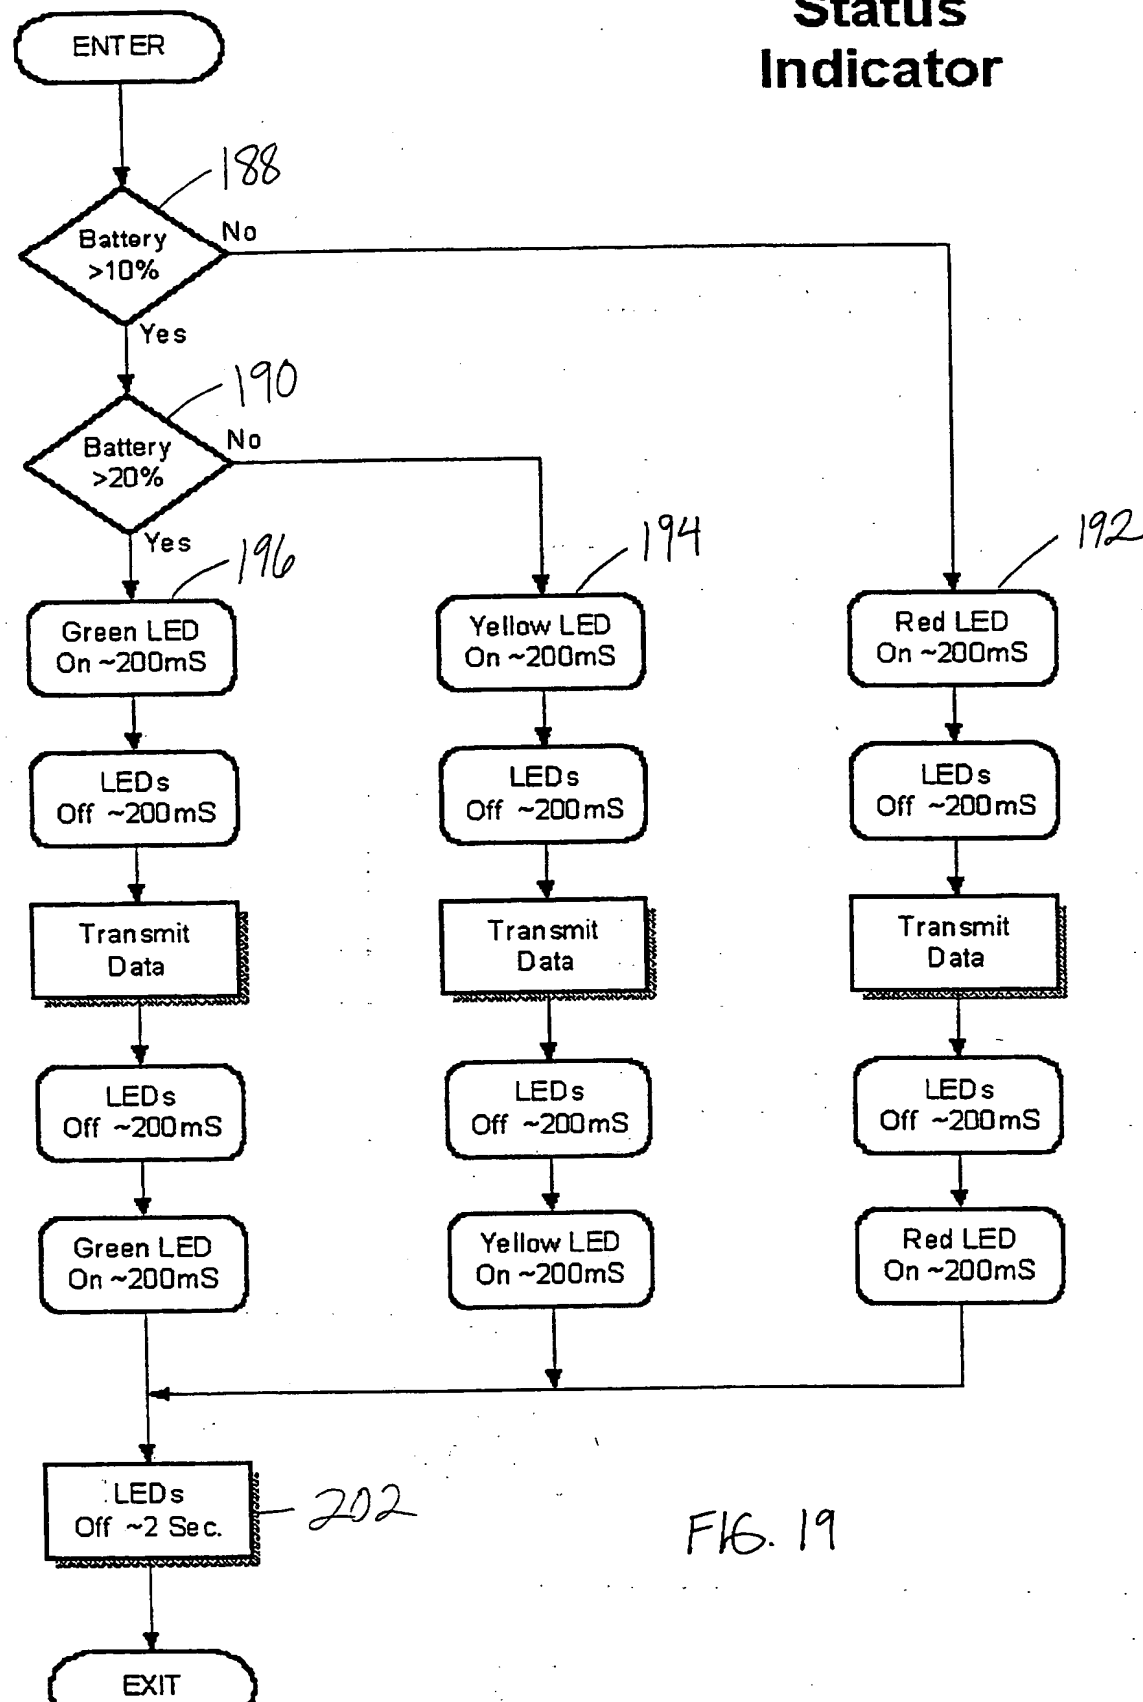 Status
Indicator
ENTER
188
Battery
>10%
No
Yes
190
Battery
>20%
No
Yes
196
194
192
Green LED
On ~200mS
Yellow LED
On ~200mS
Red LED
On ~200mS
LEDs
Off ~200mS
LEDs
Off ~200mS
LEDs
Off ~200mS
Transmit
Data
Transmit
Data
Transmit
Data
LEDs
Off ~200mS
LEDs
Off ~200mS
LEDs
Off ~200mS
Green LED
On ~200mS
Yellow LED
On ~200mS
Red LED
On ~200mS
LEDs
Off ~2 Sec.
202
FIG. 19
EXIT